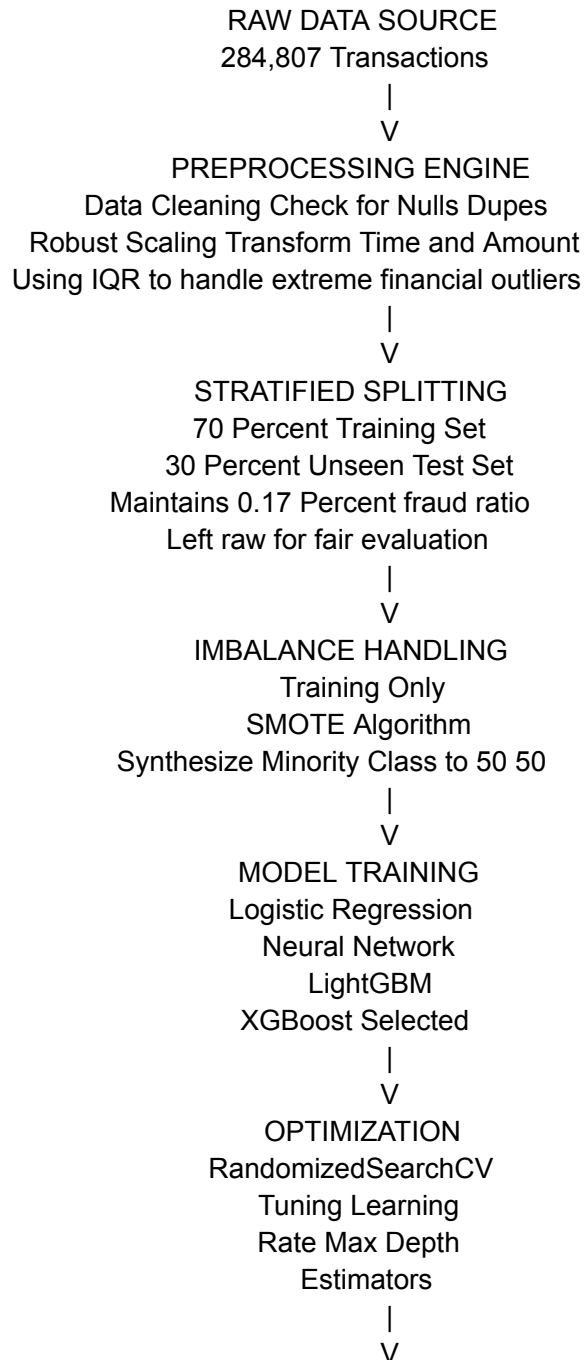 RAW DATA SOURCE
284,807 Transactions
|
V
PREPROCESSING ENGINE
Data Cleaning Check for Nulls Dupes
Robust Scaling Transform Time and Amount
Using IQR to handle extreme financial outliers
|
V
STRATIFIED SPLITTING
70 Percent Training Set
30 Percent Unseen Test Set
Maintains 0.17 Percent fraud ratio
Left raw for fair evaluation
|
V
IMBALANCE HANDLING
Training Only
SMOTE Algorithm
Synthesize Minority Class to 50 50
|
V
MODEL TRAINING
Logistic Regression
Neural Network
LightGBM
XGBoost Selected
|
V
OPTIMIZATION
RandomizedSearchCV
Tuning Learning
Rate Max Depth
Estimators
|
V